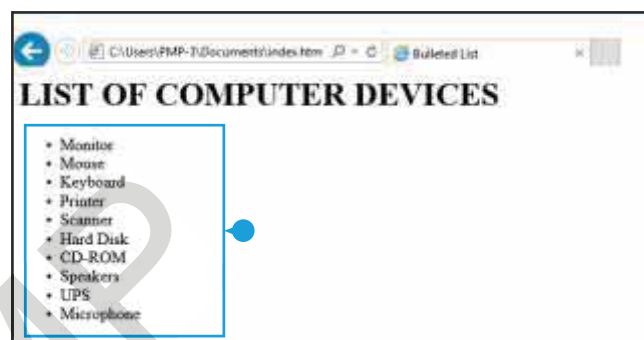 C:\Users\PMP-7\Documents\index.htm
Bulleted List
LIST OF COMPUTER DEVICES
• Monitor
• Mouse
• Keyboard
• Printer
• Scanner
• Hard Disk
• CD-ROM
• Speakers
• UPS
• Microphone